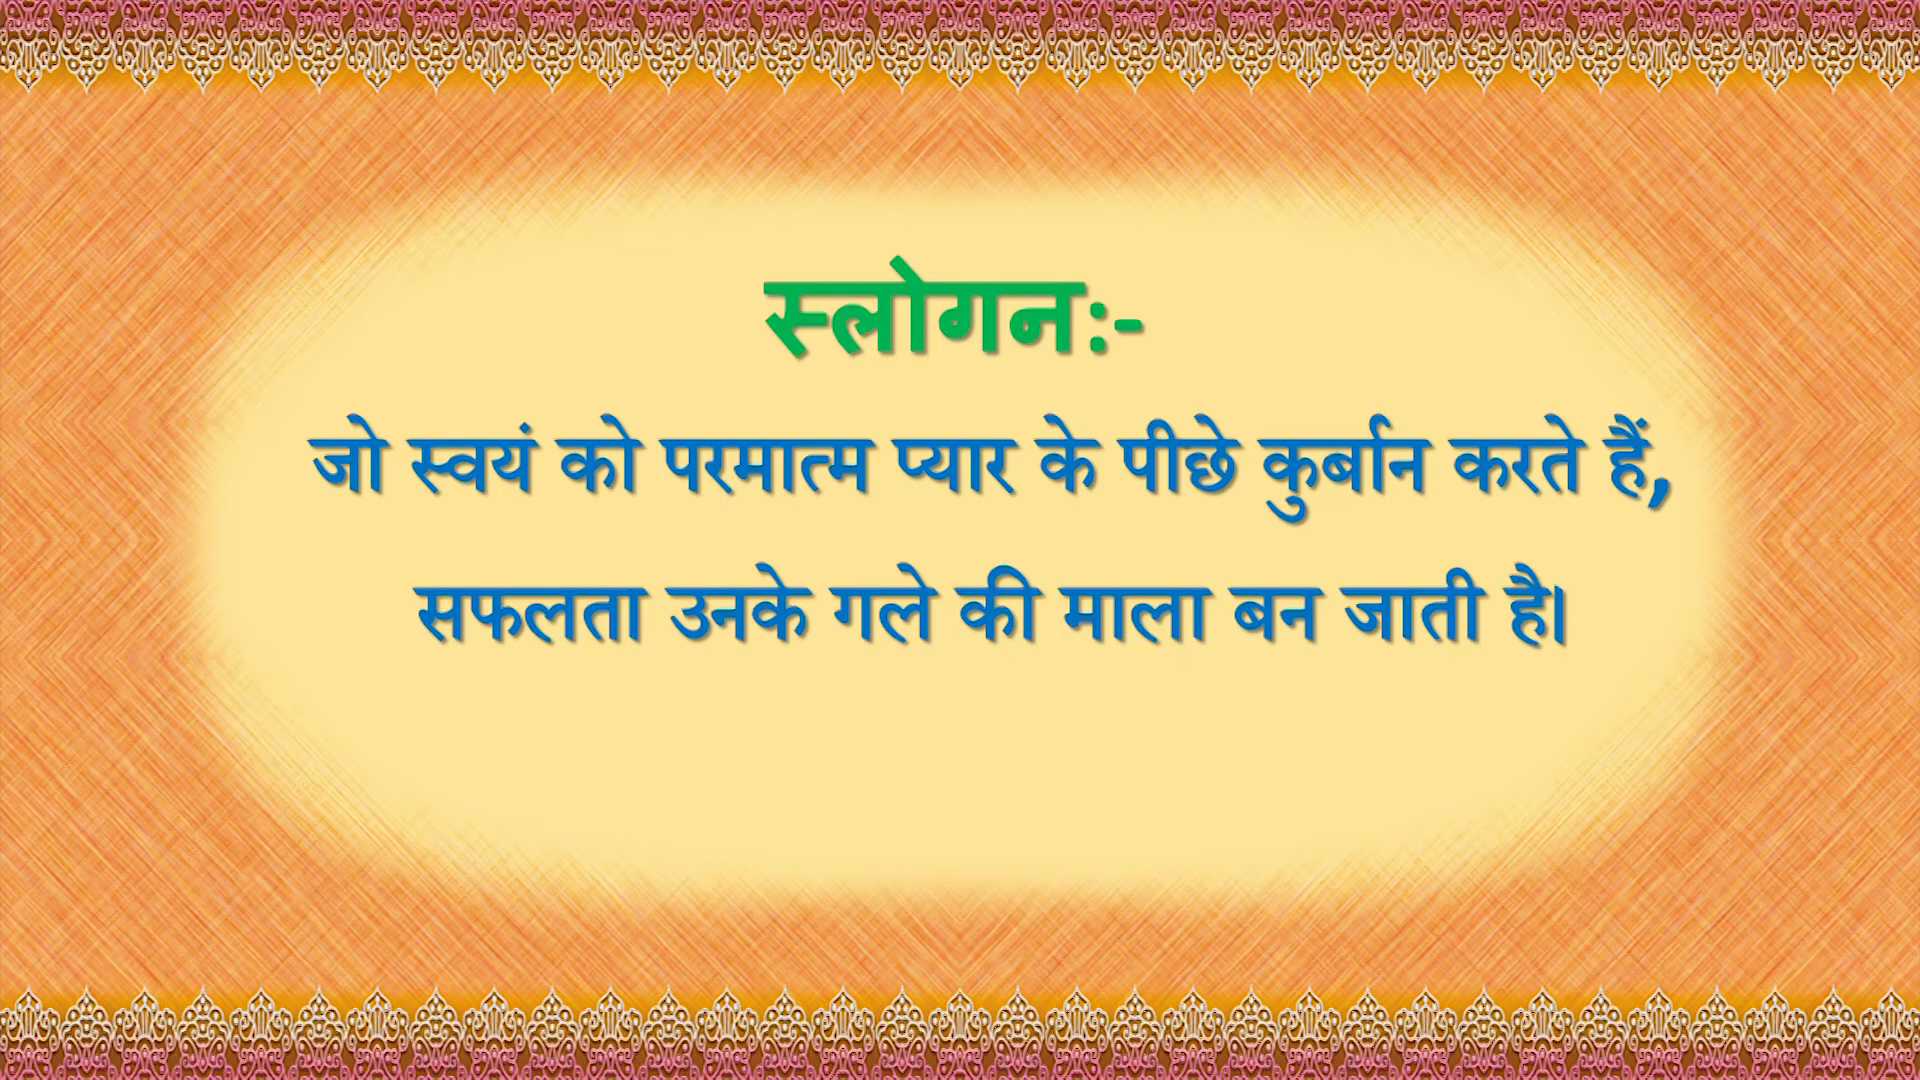 स्लोगन:-
जो स्वयं को परमात्म प्यार के पीछे कुर्बान करते हैं,
सफलता उनके गले की माला बन जाती है।